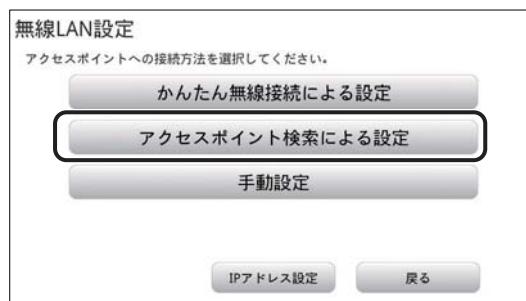 無線LAN設定
アクセスポイントへの接続方法を選択してください。
かんたん無線接続による設定
アクセスポイント検索による設定
手動設定
IPアドレス設定
戻る